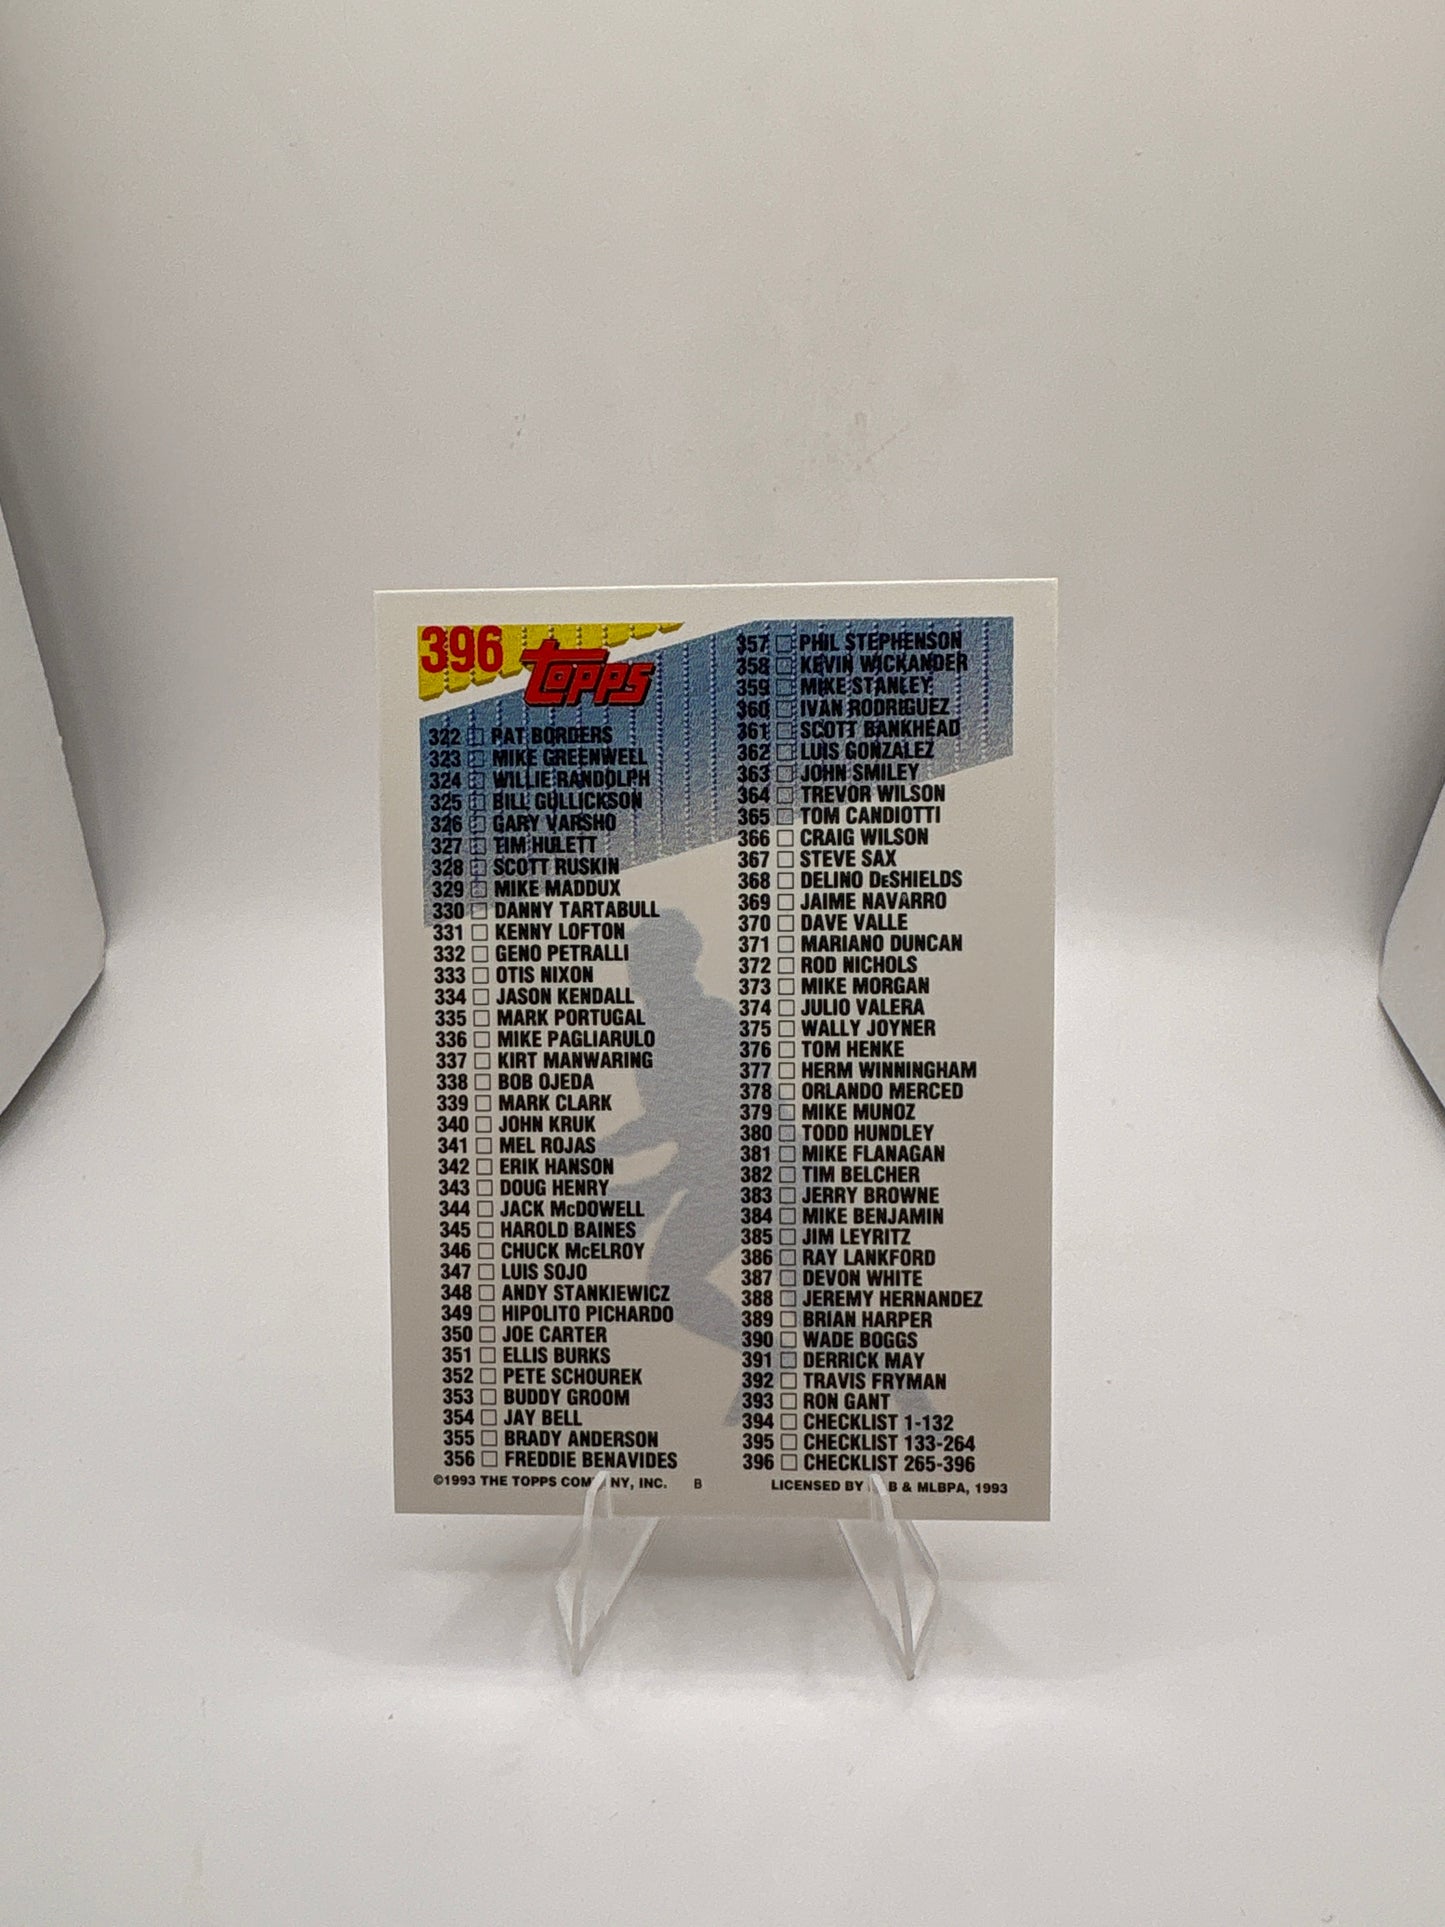 396
TOPPS
322 PAT BORDERS
323 MIKE GREENWELL
324 WILLIE RANDOLPH
325 BILL GULLICKSON
326 GARY VARSHO
327 TIM HULETT
328 SCOTT RUSKIN
329 MIKE MADDUX
330 DANNY TARTABULL
331 KENNY LOFTON
332 GENO PETRALLI
333 OTIS NIXON
334 JASON KENDALL
335 MARK PORTUGAL
336 MIKE PAGLIARULO
337 KIRT MANWARING
338 BOB OJEDA
339 MARK CLARK
340 JOHN KRUK
341 MEL ROJAS
342 ERIK HANSON
343 DOUG HENRY
344 JACK McDOWELL
345 HAROLD BAINES
346 CHUCK McELROY
347 LUIS SOJO
348 ANDY STANKIEWICZ
349 HIPOLITO PICHARDO
350 JOE CARTER
351 ELLIS BURKS
352 PETE SCHOUREK
353 BUDDY GROOM
354 JAY BELL
355 BRADY ANDERSON
356 FREDDIE BENAVIDES
357 PHIL STEPHENSON
358 KEVIN WICKANDER
359 MIKE STANLEY
360 IVAN RODRIGUEZ
361 SCOTT BANKHEAD
362 LUIS GONZALEZ
363 JOHN SMILEY
364 TREVOR WILSON
365 TOM CANDIOTTI
366 CRAIG WILSON
367 STEVE SAX
368 DELINO DeSHIELDS
369 JAIME NAVARRO
370 DAVE VALLE
371 MARIANO DUNCAN
372 ROD NICHOLS
373 MIKE MORGAN
374 JULIO VALERA
375 WALLY JOYNER
376 TOM HENKE
377 HERM WINNINGHAM
378 ORLANDO MERCED
379 MIKE MUNOZ
380 TODD HUNDLEY
381 MIKE FLANAGAN
382 TIM BELCHER
383 JERRY BROWNE
384 MIKE BENJAMIN
385 JIM LEYRITZ
386 RAY LANKFORD
387 DEVON WHITE
388 JEREMY HERNANDEZ
389 BRIAN HARPER
390 WADE BOGGS
391 DERRICK MAY
392 TRAVIS FRYMAN
393 RON GANT
394 CHECKLIST 1-132
395 CHECKLIST 133-264
396 CHECKLIST 265-396
©1993 THE TOPPS COMPANY, INC. B LICENSED BY MLB & MLBPA, 1993